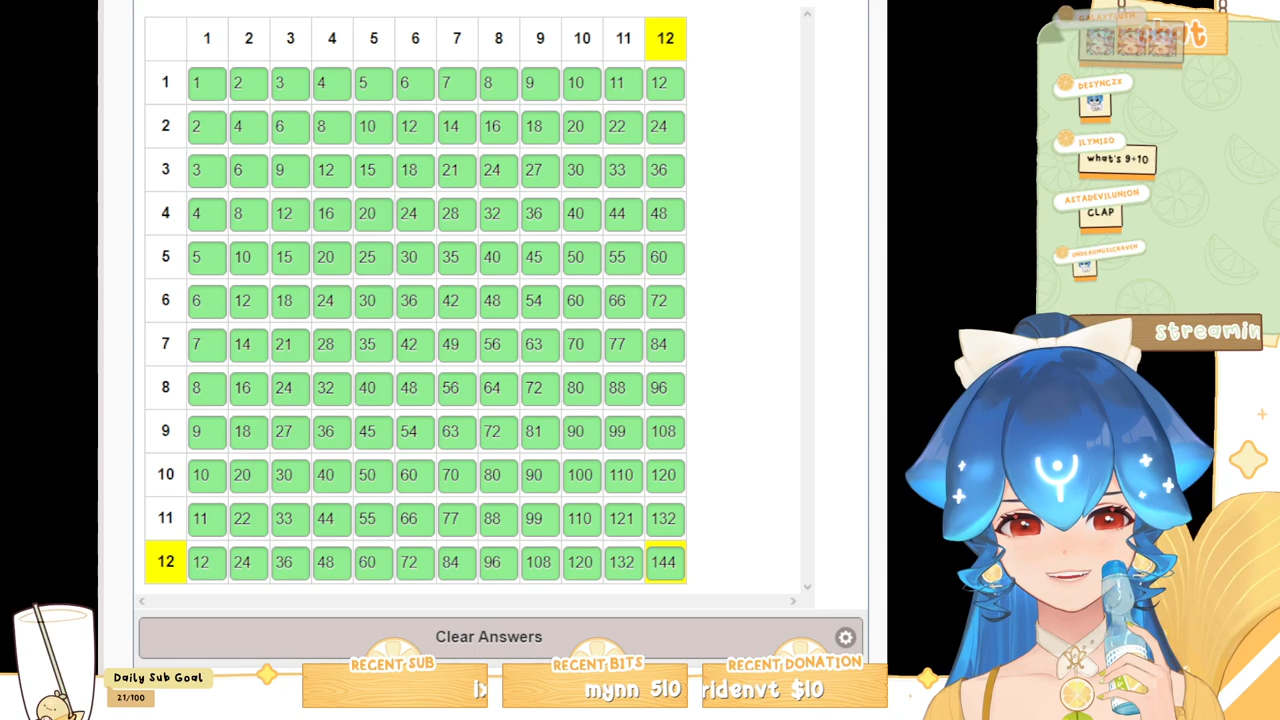 1 2 3 4 5 6 7 8 9 10 11 12
1 1 2 3 4 5 6 7 8 9 10 11 12
2 2 4 6 8 10 12 14 16 18 20 22 24
3 3 6 9 12 15 18 21 24 27 30 33 36
4 4 8 12 16 20 24 28 32 36 40 44 48
5 5 10 15 20 25 30 35 40 45 50 55 60
6 6 12 18 24 30 36 42 48 54 60 66 72
7 7 14 21 28 35 42 49 56 63 70 77 84
8 8 16 24 32 40 48 56 64 72 80 88 96
9 9 18 27 36 45 54 63 72 81 90 99 108
10 10 20 30 40 50 60 70 80 90 100 110 120
11 11 22 33 44 55 66 77 88 99 110 121 132
12 12 24 36 48 60 72 84 96 108 120 132 144
Clear Answers
GALAXYLUTH
DESYNCZX
ILYMISO
what's 9+10
ASTADEVILUNION
CLAP
UNDEADMUSICRAVEN
streamin
Daily Sub Goal
21/100
RECENT SUB
RECENT BITS
mynn 510
RECENT DONATION
ridenvt $10